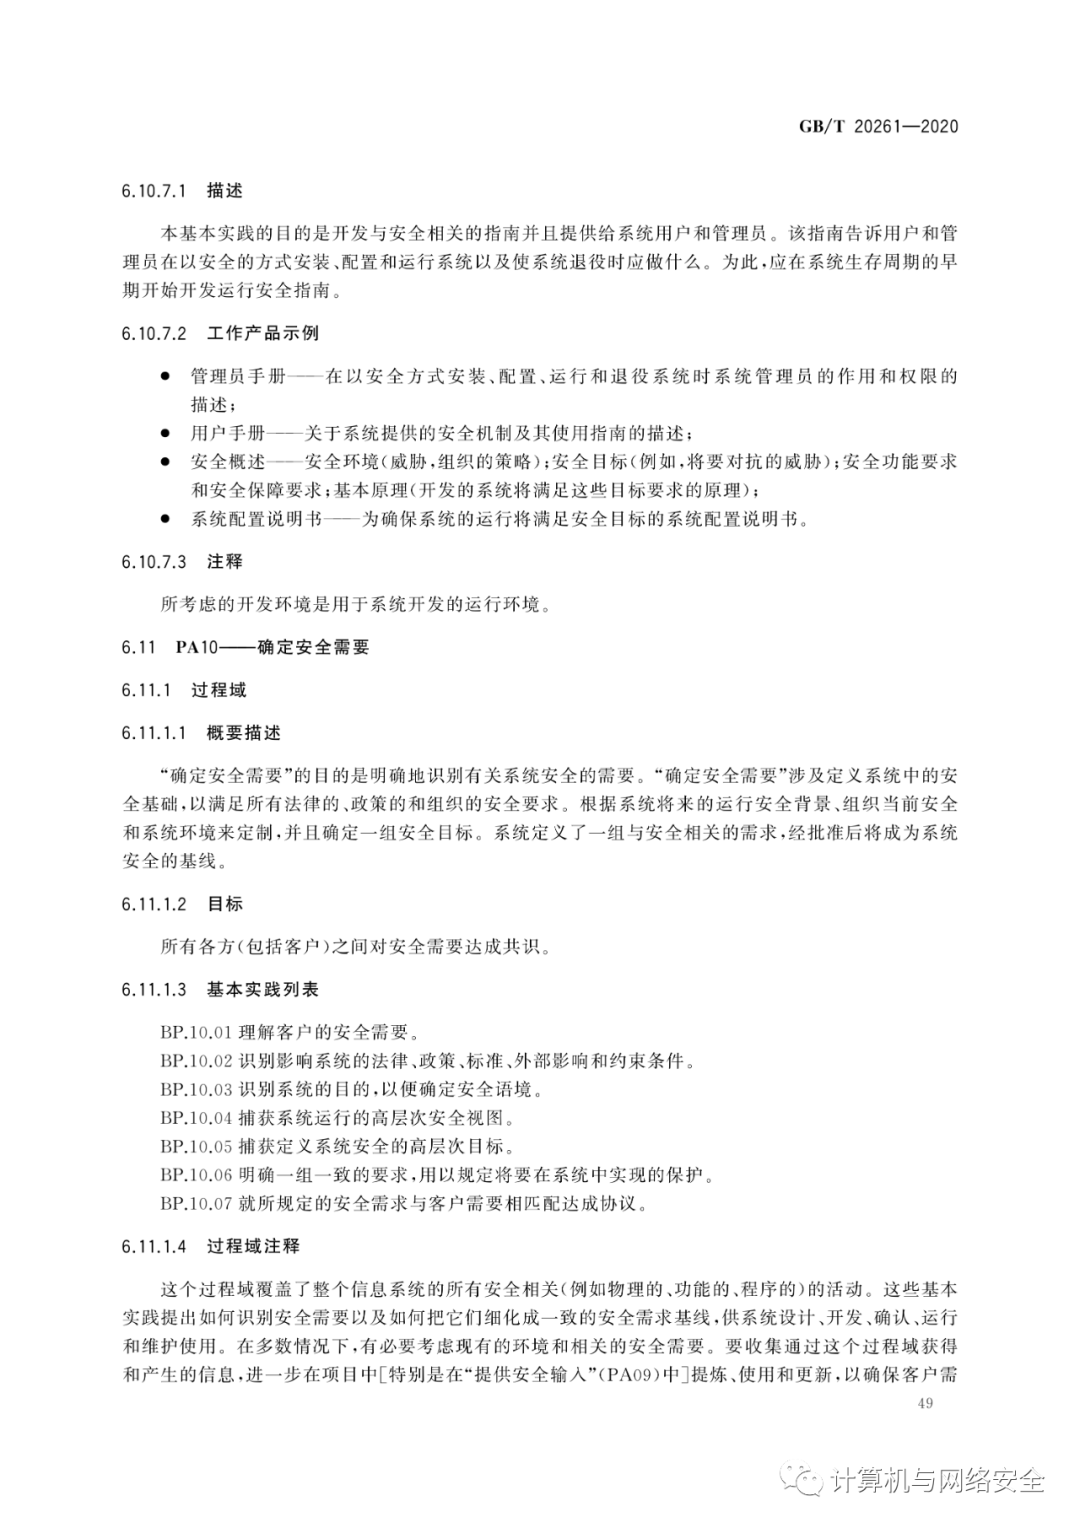 GB/T 20261—2020
6.10.7.1 描述
本基本实践的目的是开发与安全相关的指南并且提供给系统用户和管理员。该指南告诉用户和管
理员在以安全的方式安装、配置和运行系统以及使系统退役时应做什么。为此,应在系统生存周期的早
期开始开发运行安全指南。
6.10.7.2 工作产品示例
● 管理员手册——在以安全方式安装、配置、运行和退役系统时系统管理员的作用和权限的
描述;
● 用户手册——关于系统提供的安全机制及其使用指南的描述;
● 安全概述——安全环境(威胁,组织的策略);安全目标(例如,将要对抗的威胁);安全功能要求
和安全保障要求;基本原理(开发的系统将满足这些目标要求的原理);
● 系统配置说明书——为确保系统的运行将满足安全目标的系统配置说明书。
6.10.7.3 注释
所考虑的开发环境是用于系统开发的运行环境。
6.11 PA10——确定安全需要
6.11.1 过程域
6.11.1.1 概要描述
“确定安全需要”的目的是明确地识别有关系统安全的需要。“确定安全需要”涉及定义系统中的安
全基础,以满足所有法律的、政策的和组织的安全要求。根据系统将来的运行安全背景、组织当前安全
和系统环境来定制,并且确定一组安全目标。系统定义了一组与安全相关的需求,经批准后将成为系统
安全的基线。
6.11.1.2 目标
所有各方(包括客户)之间对安全需要达成共识。
6.11.1.3 基本实践列表
BP.10.01 理解客户的安全需要。
BP.10.02 识别影响系统的法律、政策、标准、外部影响和约束条件。
BP.10.03 识别系统的目的,以便确定安全语境。
BP.10.04 捕获系统运行的高层次安全视图。
BP.10.05 捕获定义系统安全的高层次目标。
BP.10.06 明确一组一致的要求,用以规定将要在系统中实现的保护。
BP.10.07 就所规定的安全需求与客户需要相匹配达成协议。
6.11.1.4 过程域注释
这个过程域覆盖了整个信息系统的所有安全相关(例如物理的、功能的、程序的)的活动。这些基本
实践提出如何识别安全需要以及如何把它们细化成一致的安全需求基线,供系统设计、开发、确认、运行
和维护使用。在多数情况下,有必要考虑现有的环境和相关的安全需要。要收集通过这个过程域获得
和产生的信息,进一步在项目中[特别是在“提供安全输入”(PA09)中]提炼、使用和更新,以确保客户需
49
计算机与网络安全